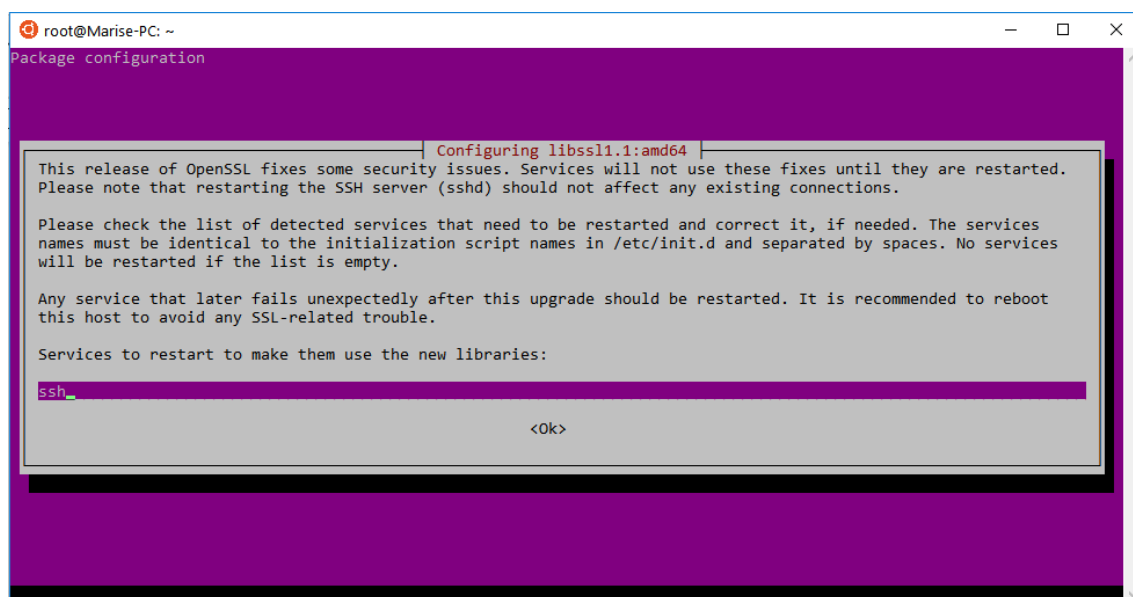 root@Marise-PC: ~
Package configuration
Configuring libssl1.1:amd64
This release of OpenSSL fixes some security issues. Services will not use these fixes until they are restarted.
Please note that restarting the SSH server (sshd) should not affect any existing connections.
Please check the list of detected services that need to be restarted and correct it, if needed. The services
names must be identical to the initialization script names in /etc/init.d and separated by spaces. No services
will be restarted if the list is empty.
Any service that later fails unexpectedly after this upgrade should be restarted. It is recommended to reboot
this host to avoid any SSL-related trouble.
Services to restart to make them use the new libraries:
ssh
<Ok>